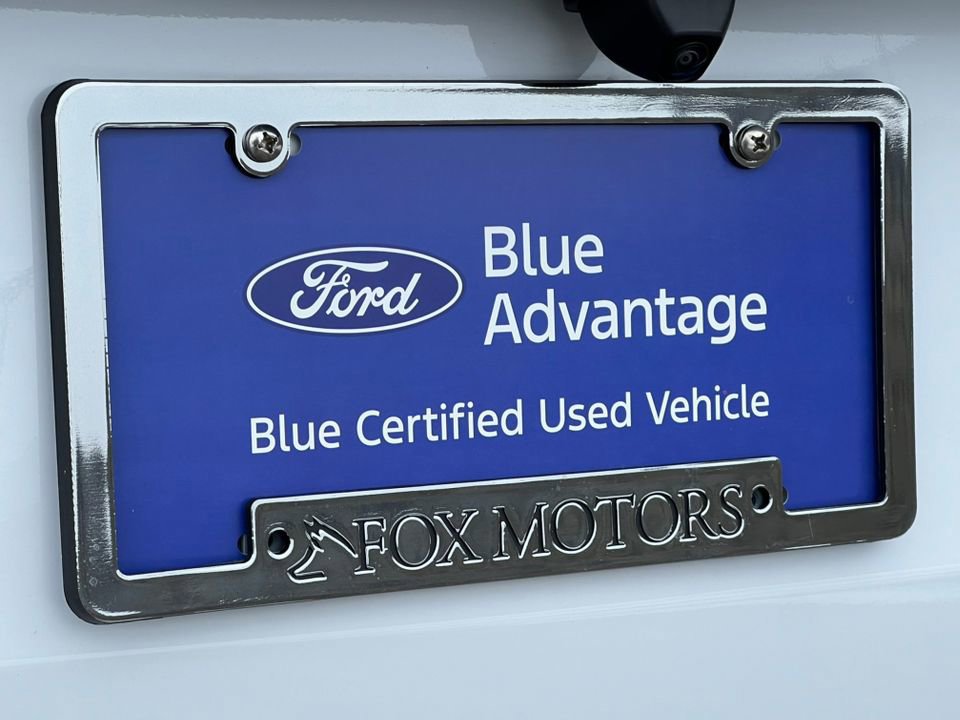 Ford
Blue
Advantage
Blue Certified Used Vehicle
FOX MOTORS